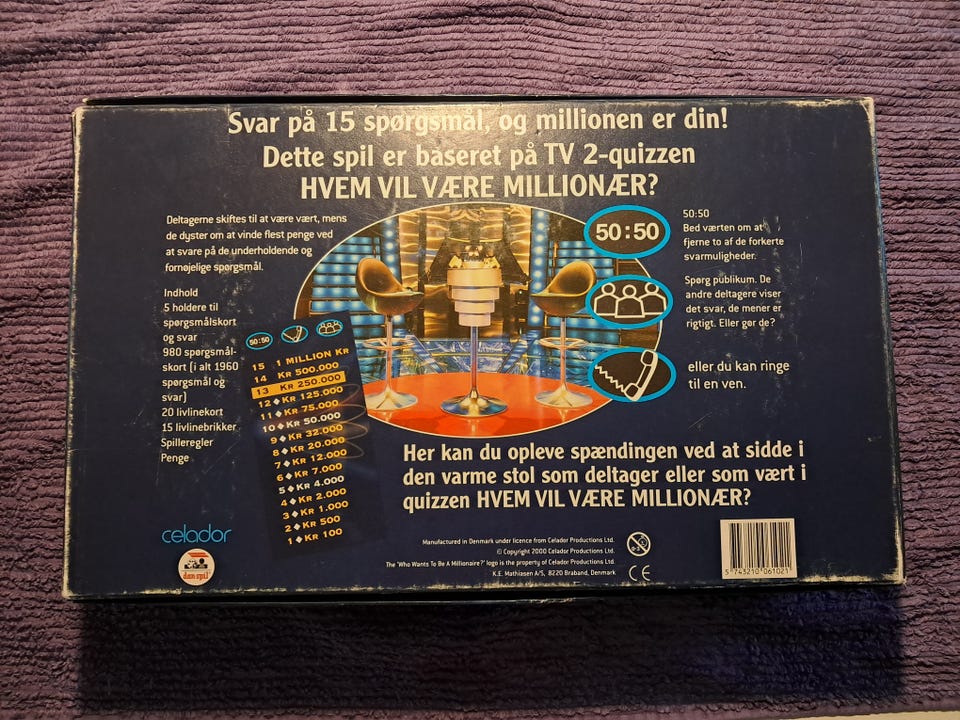 Svar på 15 spørgsmål, og millionen er din!
Dette spil er baseret på TV 2-quizzen
HVEM VIL VÆRE MILLIONÆR?
Deltagerne skiftes til at være vært, mens
de dyster om at vinde flest penge ved
at svare på de underholdende og
fornøjelige spørgsmål.
Indhold
5 holdere til
spørgsmålskort
og svar
980 spørgsmål-
skort (i alt 1960
spørgsmål og
svar)
20 livlinekort
15 livlinebrikker
Spilleregler
Penge
50:50
15 1 MILLION KR
14 KR 500.000
13 KR 250.000
12◆KR 125.000
11◆KR 75.000
10◆KR 50.000
9◆KR 32.000
8◆KR 20.000
7◆KR 12.000
6◆KR 7.000
5◆KR 4.000
4◆KR 2.000
3◆KR 1.000
2◆KR 500
1◆KR 100
50:50
50:50
Bed værten om at
fjerne to af de forkerte
svarmuligheder.
Spørg publikum. De
andre deltagere viser
det svar, de mener er
rigtigt. Eller gør de?
eller du kan ringe
til en ven.
Her kan du opleve spændingen ved at sidde i
den varme stol som deltager eller som vært i
quizzen HVEM VIL VÆRE MILLIONÆR?
celador
dan spil
Manufactured in Denmark under licence from Celador Productions Ltd.
© Copyright 2000 Celador Productions Ltd.
The 'Who Wants To Be A Millionaire?' logo is the property of Celador Productions Ltd.
K.E. Mathiasen A/S, 8220 Braband, Denmark
0-3
CE
5 743210 061021